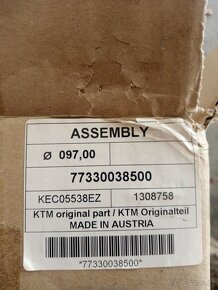 ASSEMBLY
Ø 097,00
77330038500
KEC05538EZ 1308758
KTM original part / KTM Originalteil
MADE IN AUSTRIA
*77330038500*